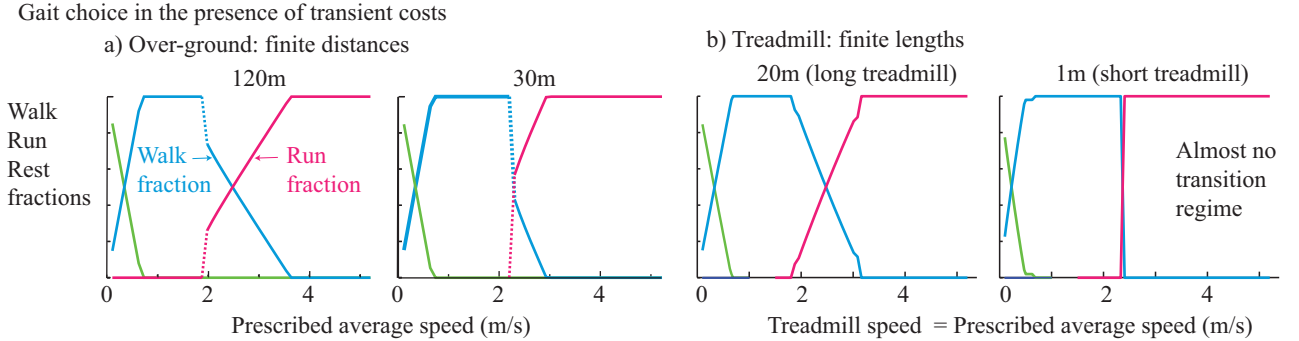 Gait choice in the presence of transient costs
a) Over-ground: finite distances
b) Treadmill: finite lengths
120m
30m
20m (long treadmill)
1m (short treadmill)
Walk
Run
Rest
fractions
Walk
fraction
Run
fraction
Almost no
transition
regime
0 2 4
0 2 4
0 2 4
0 2 4
Prescribed average speed (m/s)
Treadmill speed = Prescribed average speed (m/s)